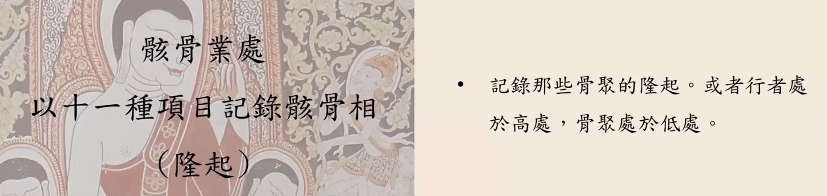 骸骨業處
以十一種項目記錄骸骨相
（隆起）
• 記錄那些骨聚的隆起。或者行者處
於高處，骨聚處於低處。